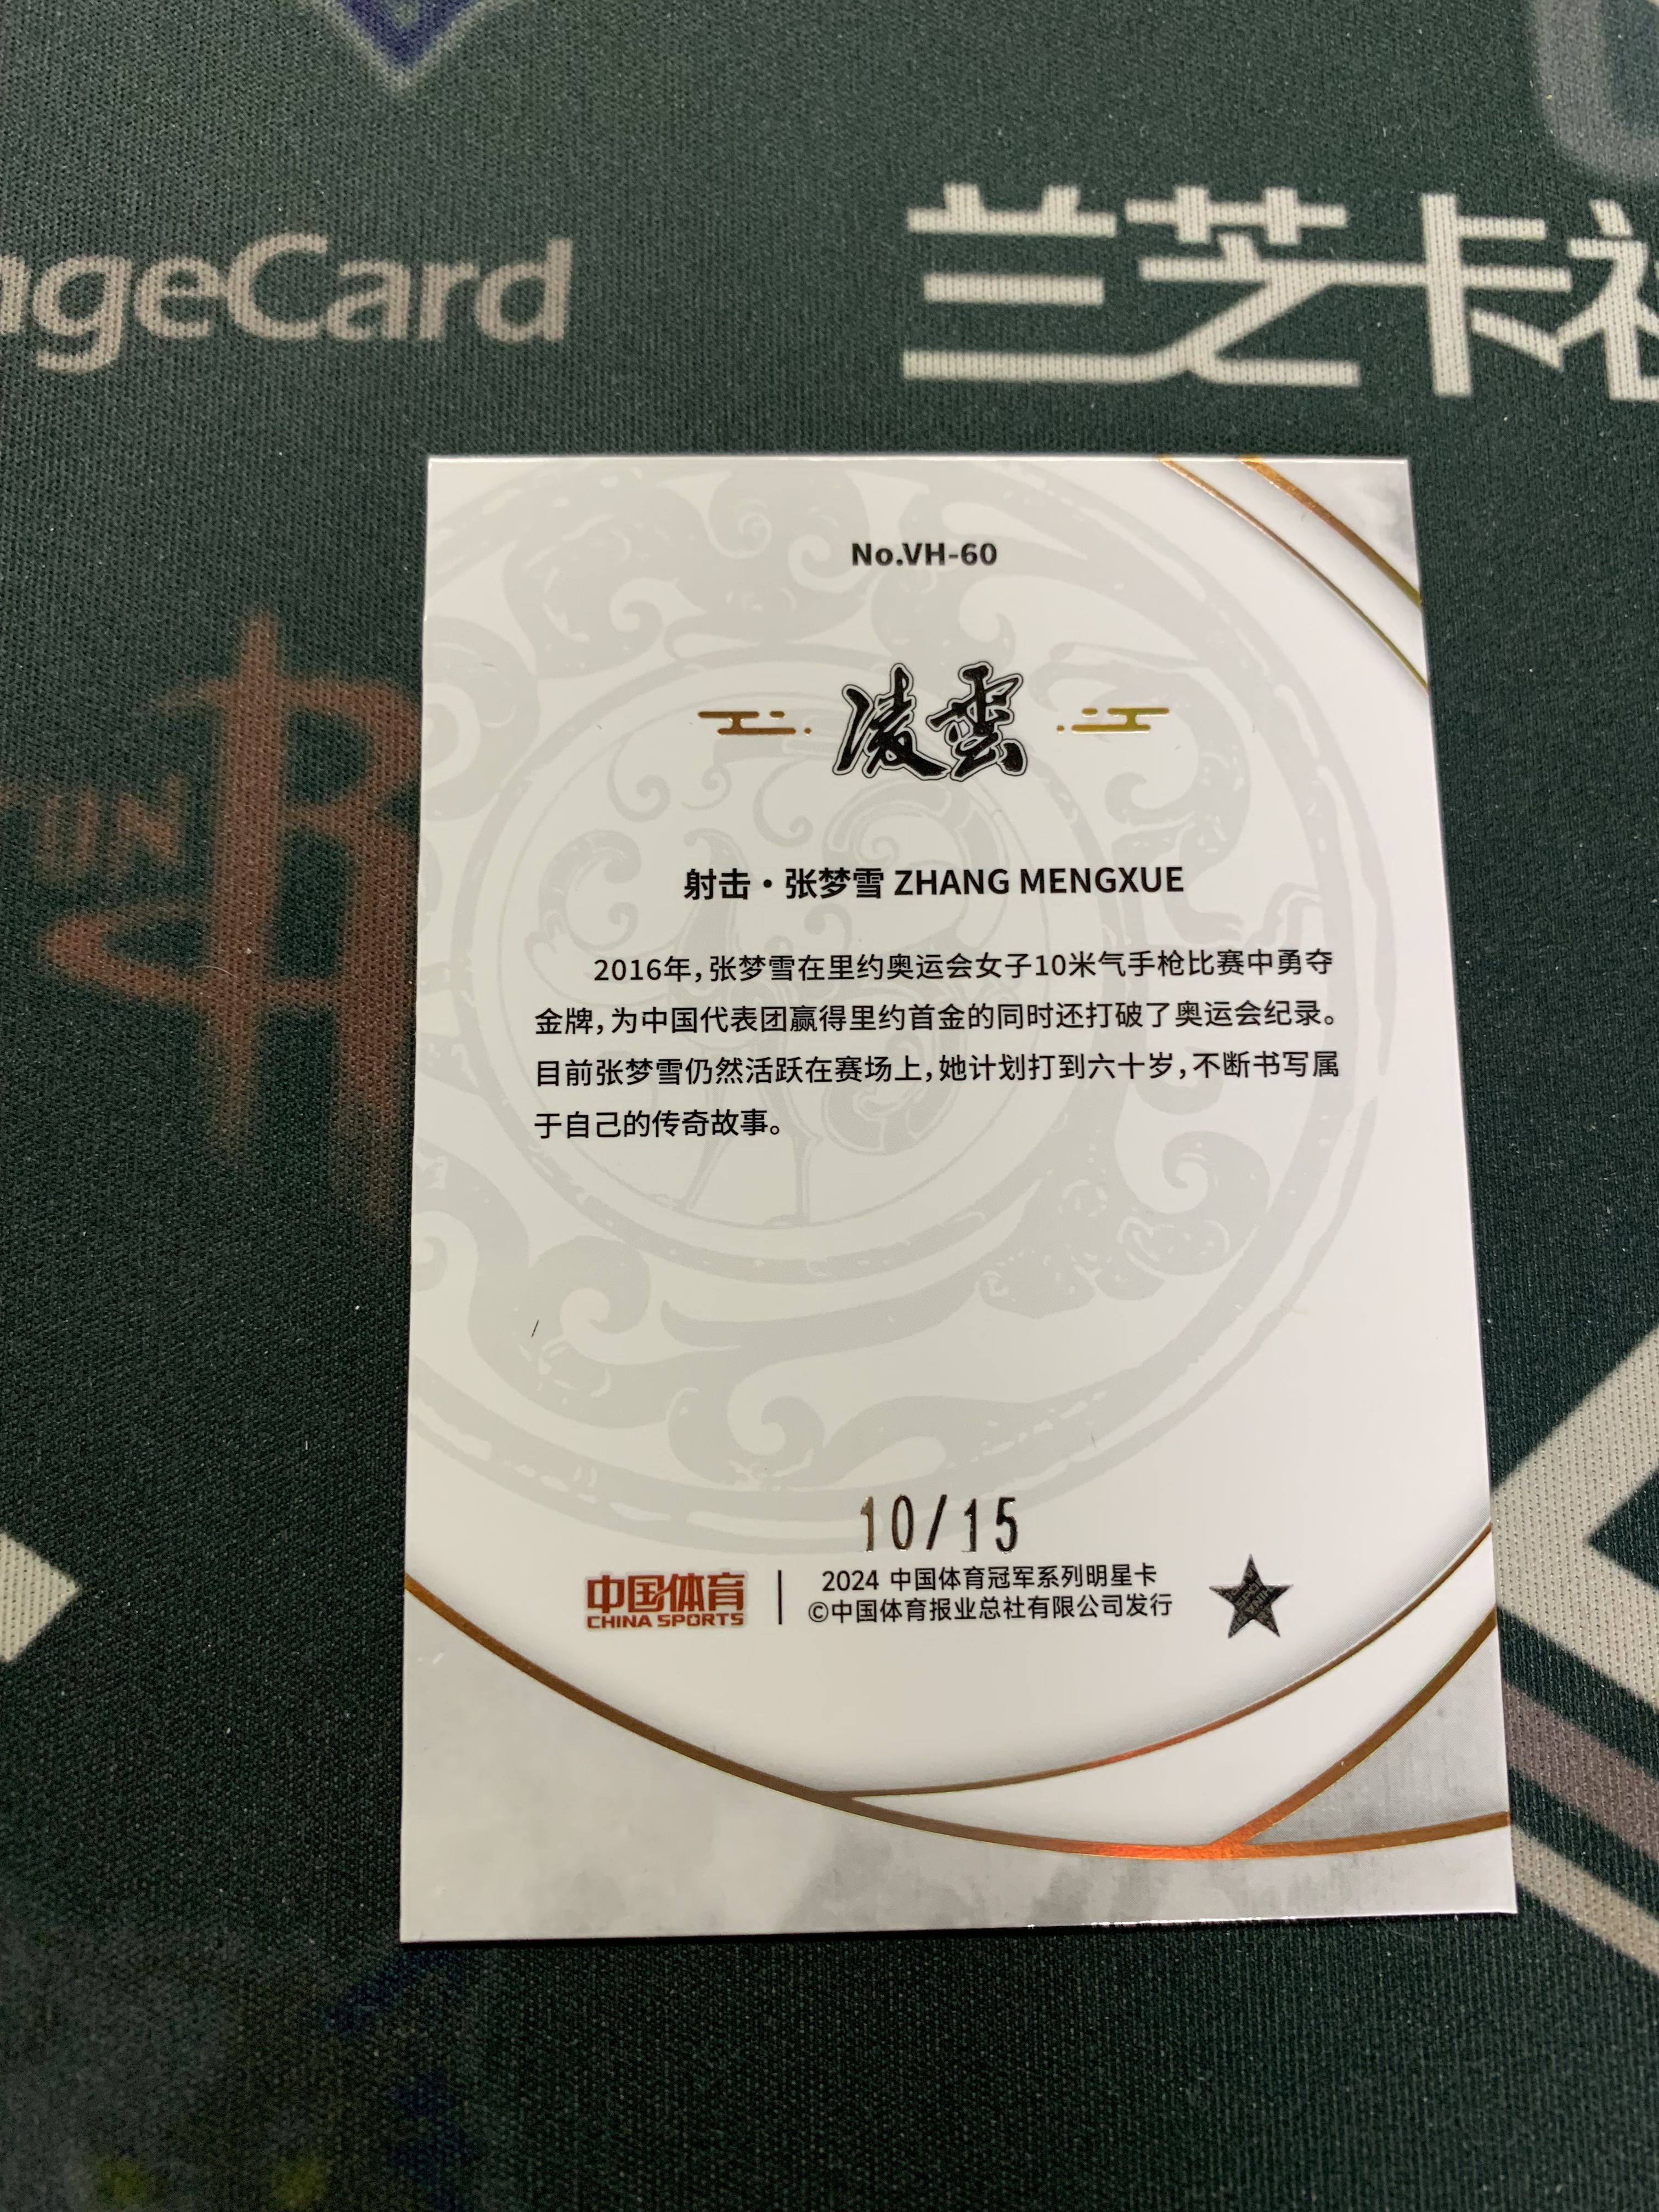 ngeCard
兰芝卡社
UN
No.VH-60
凌雲
射击·张梦雪 ZHANG MENGXUE
2016年,张梦雪在里约奥运会女子10米气手枪比赛中勇夺
金牌,为中国代表团赢得里约首金的同时还打破了奥运会纪录。
目前张梦雪仍然活跃在赛场上,她计划打到六十岁,不断书写属
于自己的传奇故事。
10/15
中国体育
CHINA SPORTS
2024 中国体育冠军系列明星卡
©中国体育报业总社有限公司发行